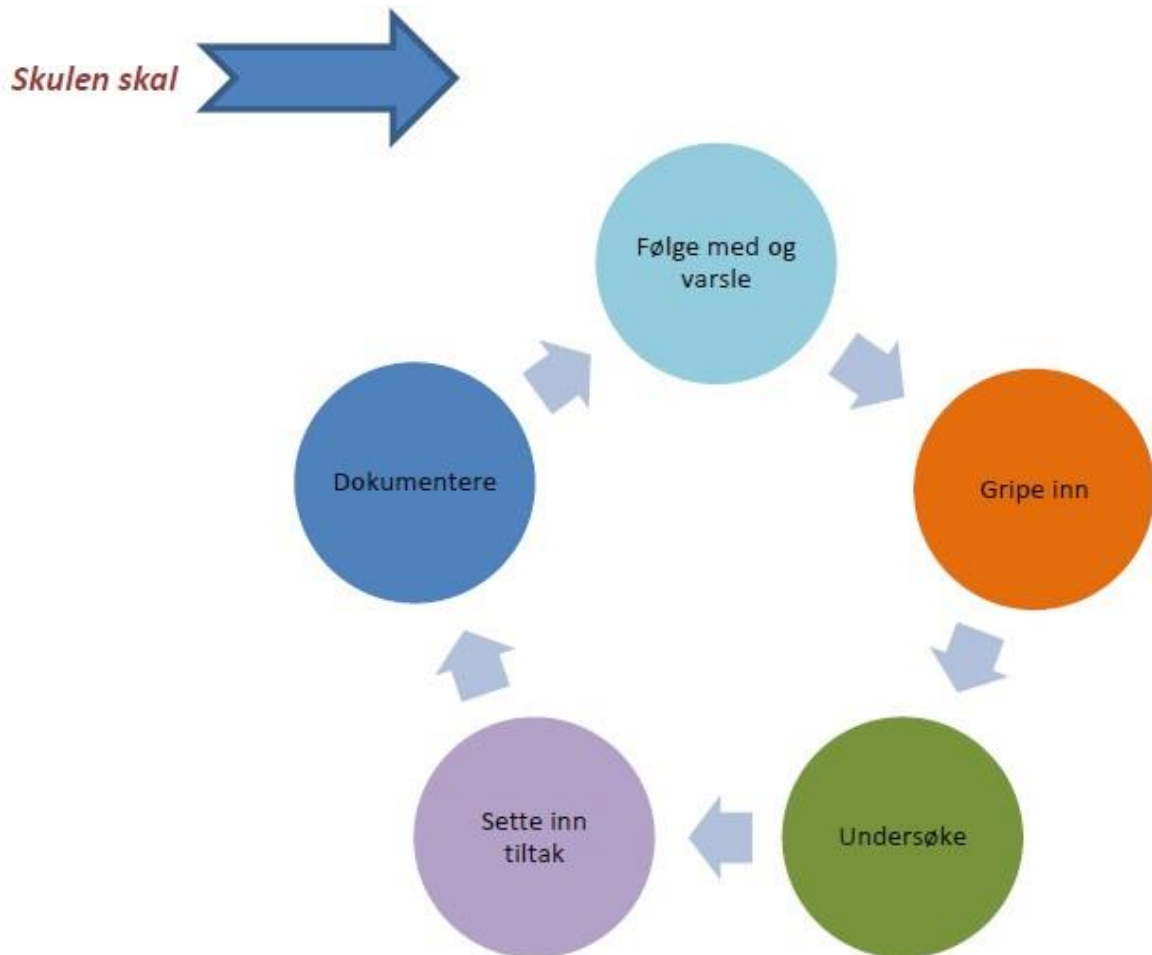 Skulen skal
Følge med og
varsle
Gripe inn
Undersøke
Sette inn
tiltak
Dokumentere